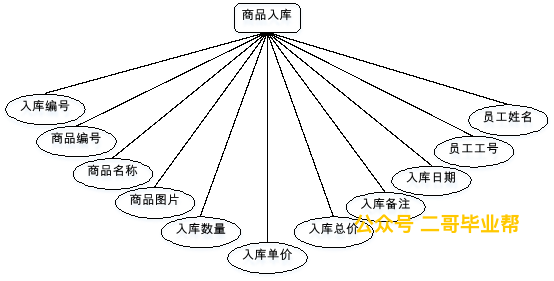 商品入库
入库编号
商品编号
商品名称
商品图片
入库数量
入库单价
入库总价
入库备注
入库日期
员工工号
员工姓名
公众号 二哥毕业帮